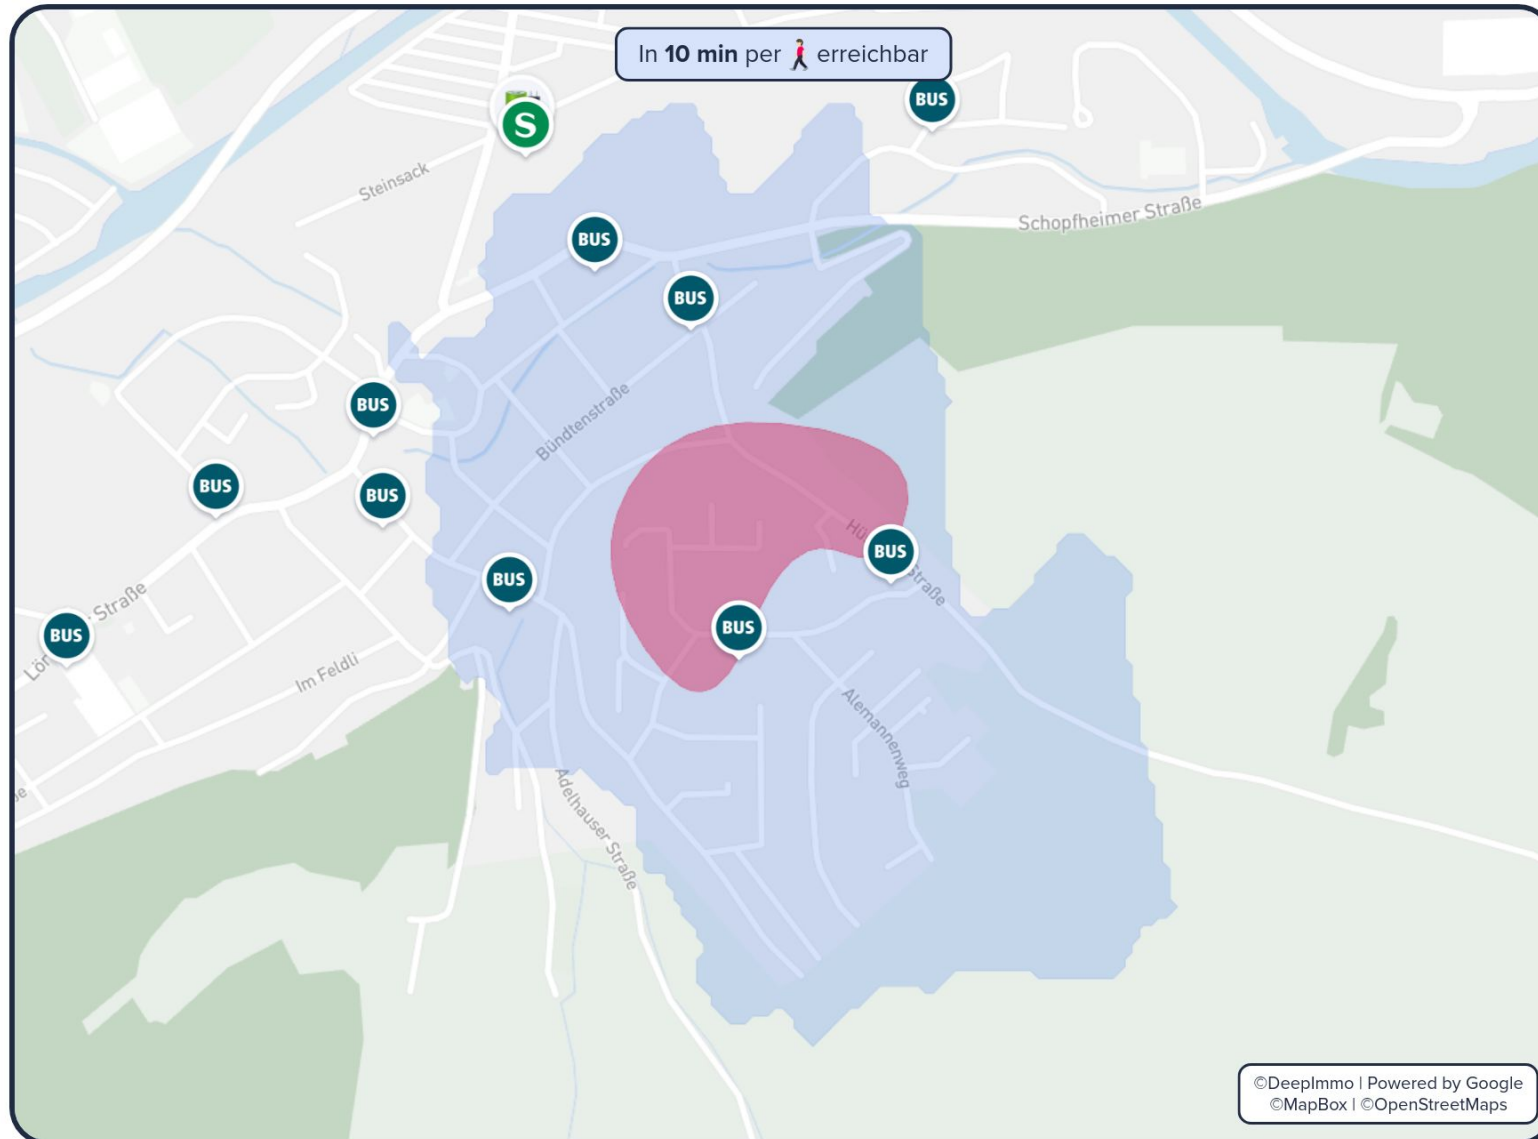 In 10 min per erreichbar
BUS
S
Steinsack
Schopfheimer Straße
BUS
BUS
Bündtenstraße
BUS
BUS
BUS
BUS
BUS
Straße
BUS
BUS
Straße
Im Feldli
Alemannenweg
Adelhauser Straße
©DeepImmo | Powered by Google
©MapBox | ©OpenStreetMaps